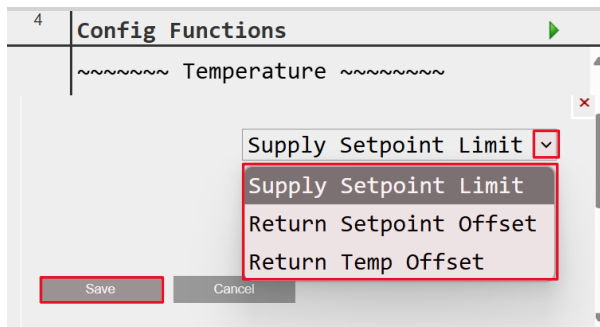 4
Config Functions
~~~~~~~ Temperature ~~~~~~~~
Supply Setpoint Limit
Supply Setpoint Limit
Return Setpoint Offset
Return Temp Offset
Save Cancel